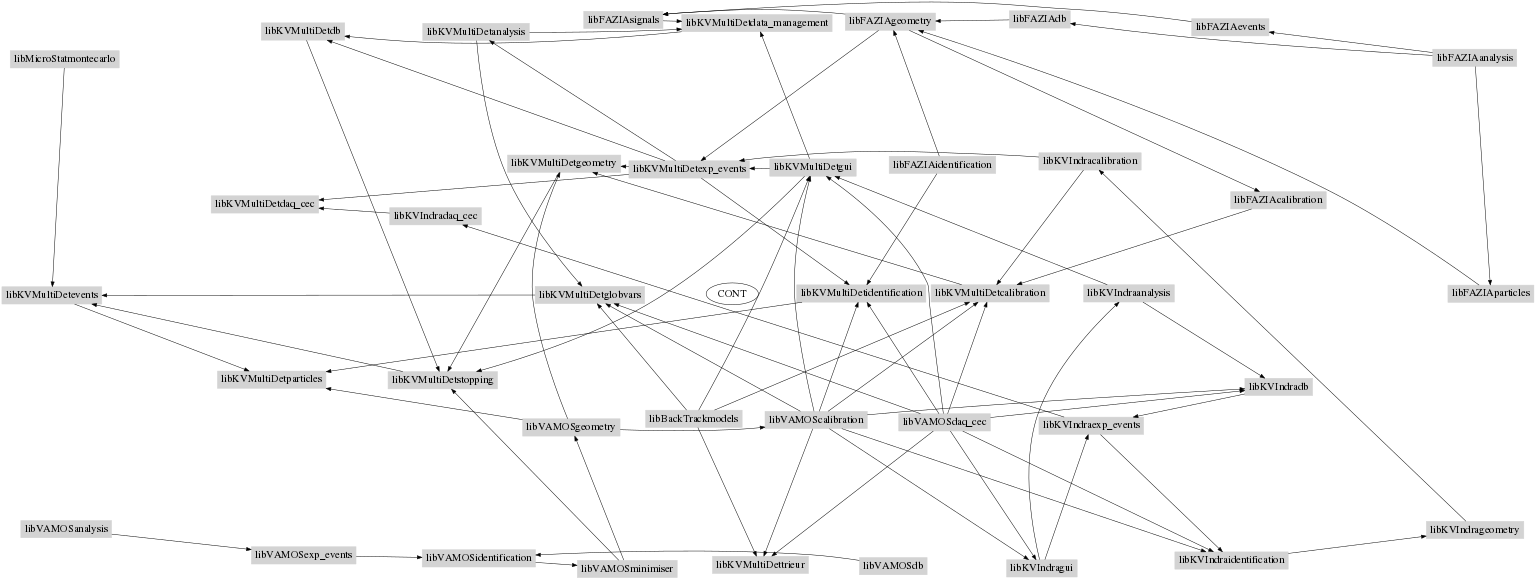 libFAZIAsignals
libKVMultiDetdata_management
libFAZIAgeometry
libFAZIAdb
libFAZIAevents
libKVMultiDetdb
libKVMultiDetanalysis
libMicroStatmontecarlo
libFAZIAanalysis
libKVMultiDetgeometry
libKVMultiDetexp_events
libKVMultiDetgui
libFAZIAidentification
libKVIndracalibration
libKVMultiDetdaq_cec
libKVIndradaq_cec
libFAZIAcalibration
libKVMultiDetevents
libKVMultiDetglobvars
CONT
libKVMultiDetidentification
libKVMultiDetcalibration
libKVIndraanalysis
libFAZIAparticles
libKVMultiDetparticles
libKVMultiDetstopping
libKVIndradb
libVAMOSgeometry
libBackTrackmodels
libVAMOScalibration
libVAMOSdaq_cec
libKVIndraexp_events
libVAMOSanalysis
libVAMOSexp_events
libVAMOSidentification
libVAMOSminimiser
libKVMultiDettrieur
libVAMOSdb
libKVIndragui
libKVIndraidentification
libKVIndrageometry